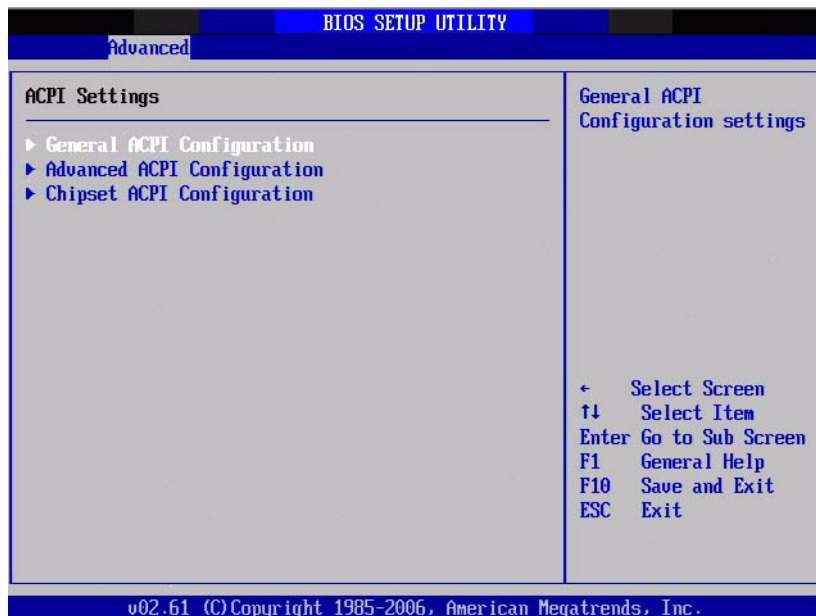 BIOS SETUP UTILITY
Advanced
ACPI Settings
▶ General ACPI Configuration
▶ Advanced ACPI Configuration
▶ Chipset ACPI Configuration
General ACPI
Configuration settings
← Select Screen
↑↓ Select Item
Enter Go to Sub Screen
F1 General Help
F10 Save and Exit
ESC Exit
v02.61 (C)Copyright 1985-2006, American Megatrends, Inc.